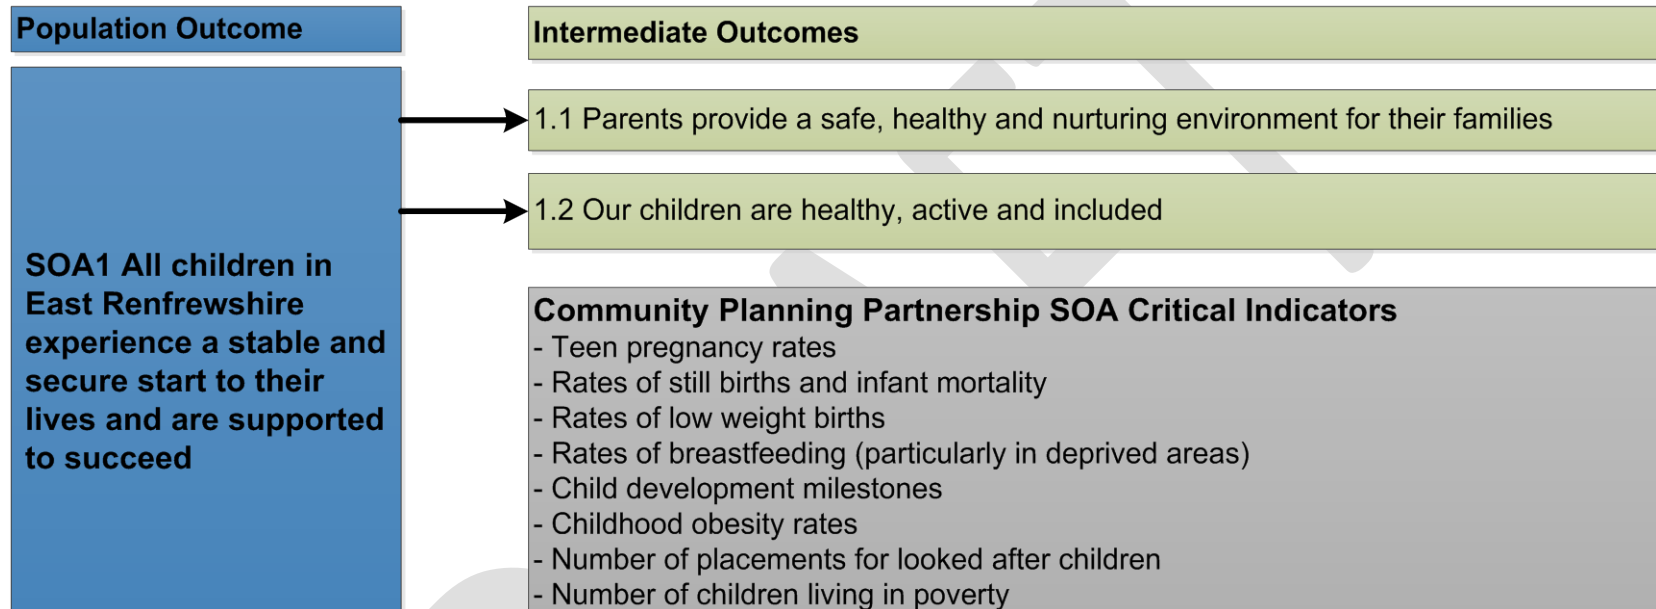 Population Outcome
Intermediate Outcomes
SOA1 All children in
East Renfrewshire
experience a stable and
secure start to their
lives and are supported
to succeed
1.1 Parents provide a safe, healthy and nurturing environment for their families
1.2 Our children are healthy, active and included
Community Planning Partnership SOA Critical Indicators
- Teen pregnancy rates
- Rates of still births and infant mortality
- Rates of low weight births
- Rates of breastfeeding (particularly in deprived areas)
- Child development milestones
- Childhood obesity rates
- Number of placements for looked after children
- Number of children living in poverty